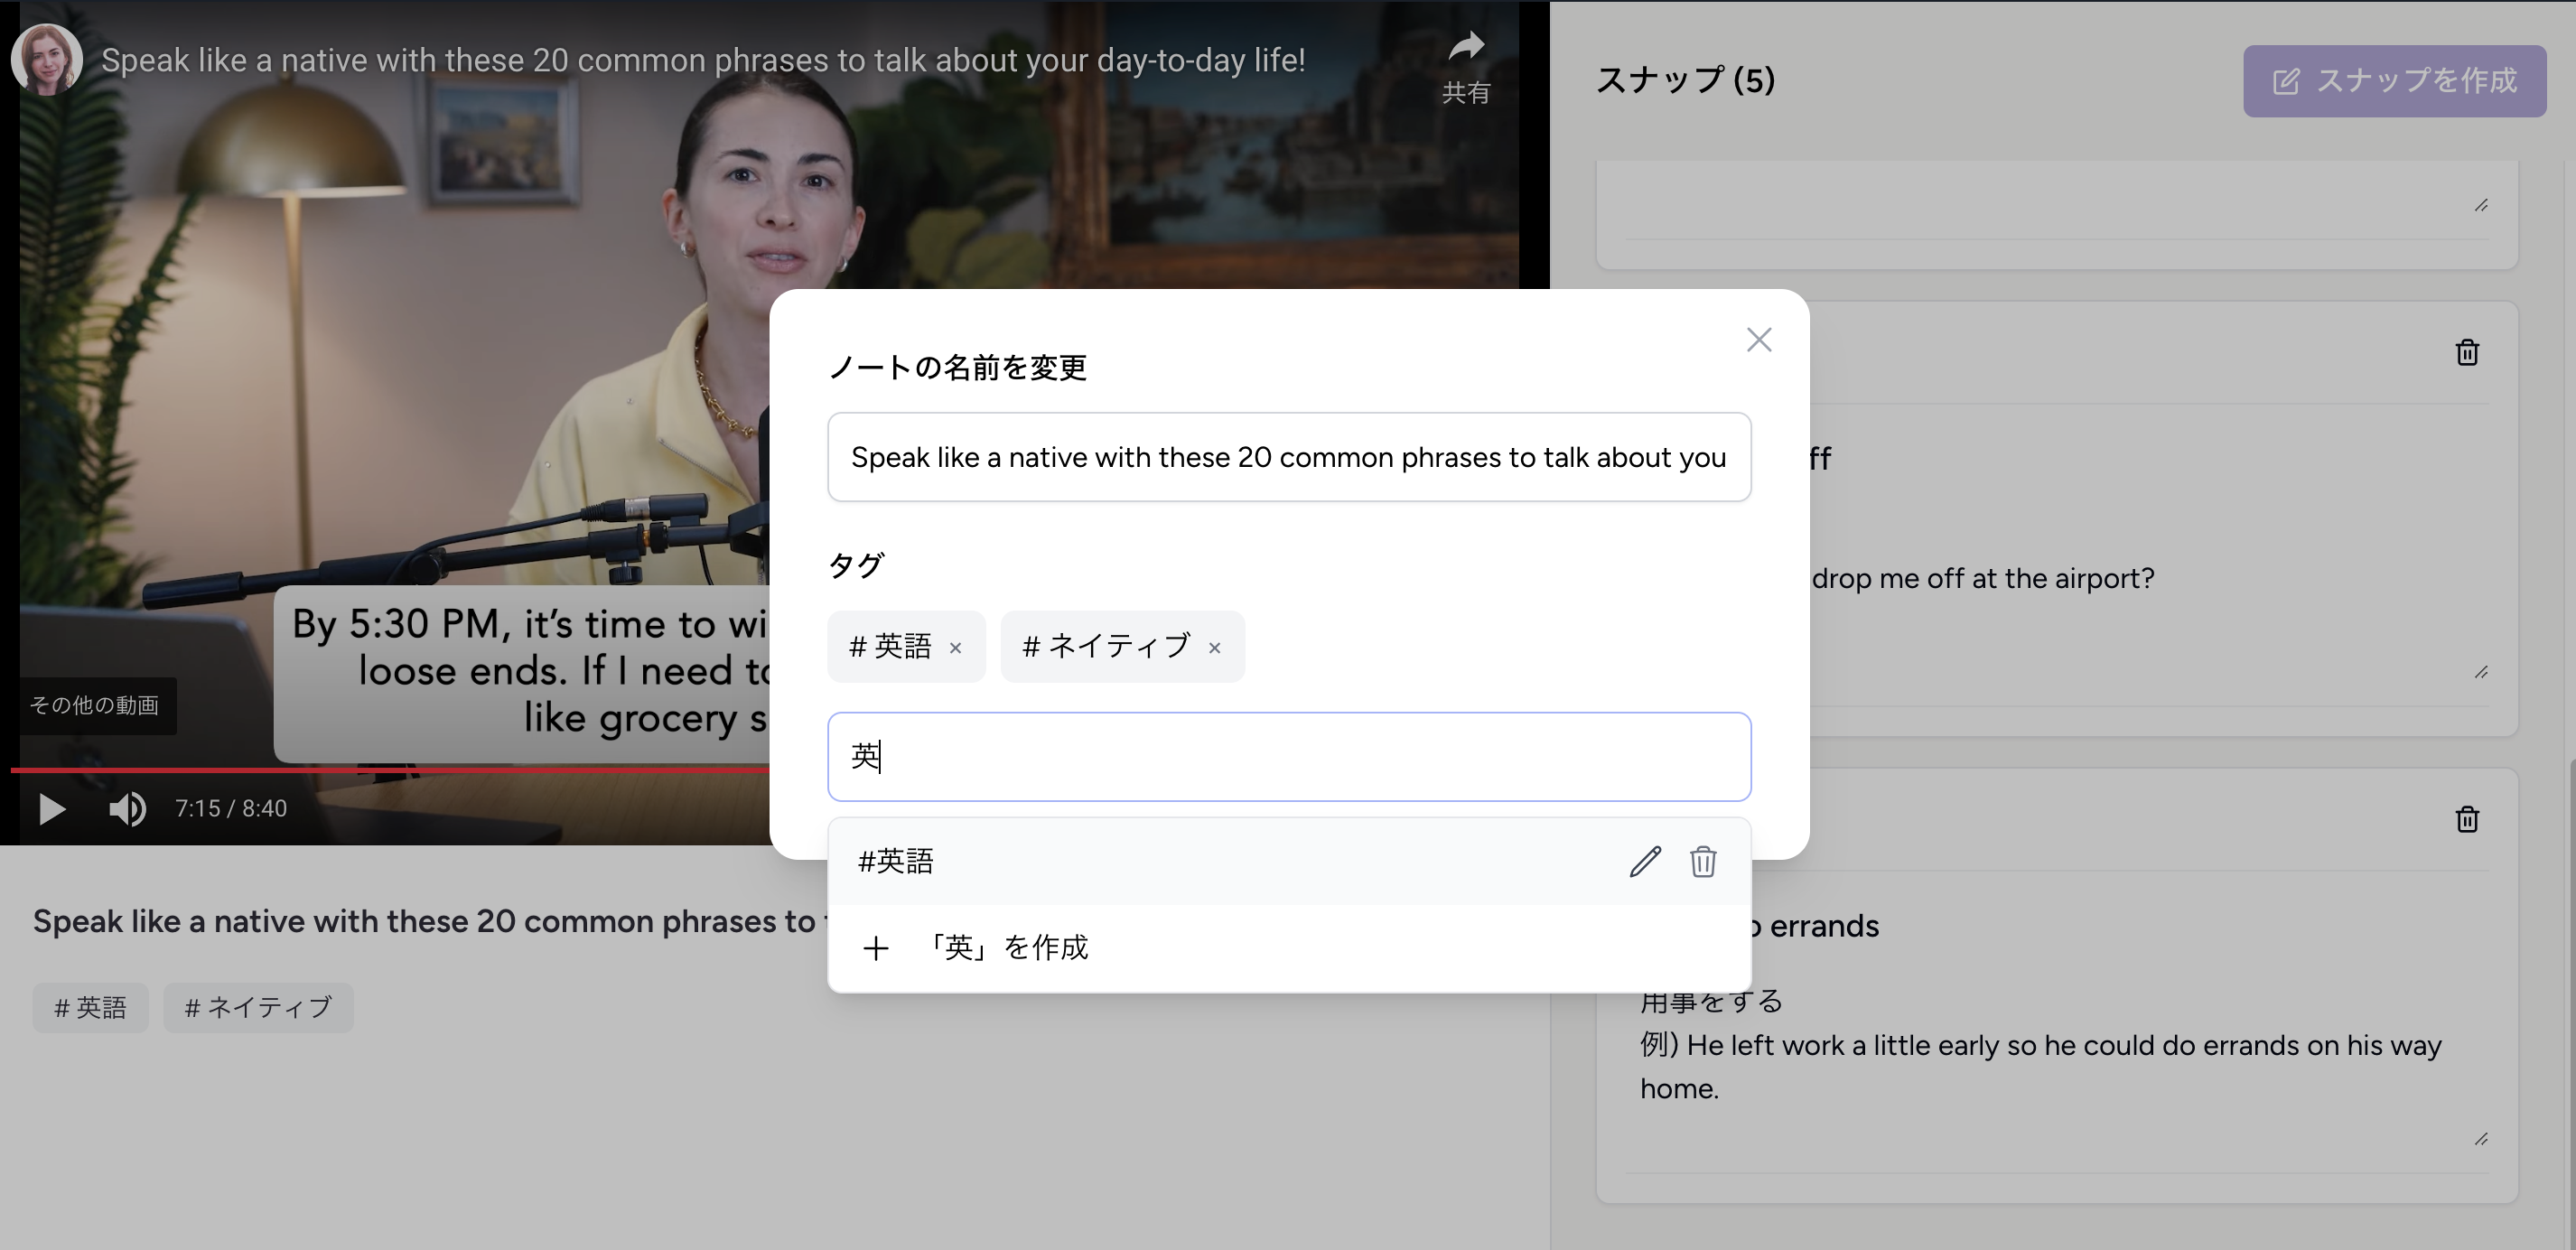 Speak like a native with these 20 common phrases to talk about your day-to-day life!
共有
By 5:30 PM, it's time to
loose ends. If I need
like grocery
その他の動画
7:15 / 8:40
Speak like a native with these 20 common phrases to
# 英語 # ネイティブ
スナップ (5)
スナップを作成
ff
drop me off at the airport?
errands
用事をする
例) He left work a little early so he could do errands on his way
home.
ノートの名前を変更
Speak like a native with these 20 common phrases to talk about you
タグ
# 英語 × # ネイティブ ×
英
#英語
+ 「英」を作成